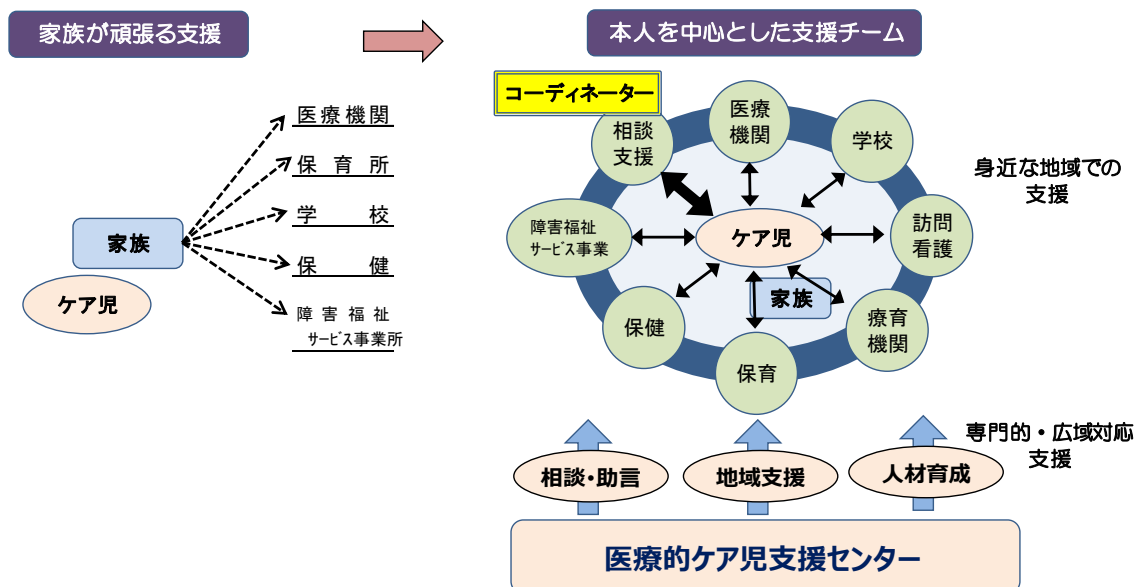 家族が頑張る支援
本人を中心とした支援チーム
医療機関
保育所
学校
保健
障害福祉
サービス事業所
家族
ケア児
コーディネーター
相談
支援
医療
機関
学校
身近な地域での
支援
障害福祉
サービス事業
ケア児
訪問
看護
家族
保健
療育
機関
保育
専門的・広域対応
支援
相談・助言
地域支援
人材育成
医療的ケア児支援センター